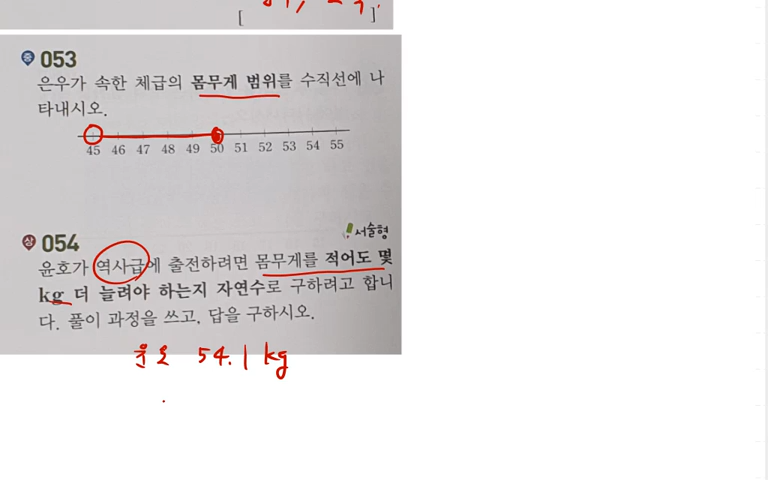 [ ]
중 053
은우가 속한 체급의 몸무게 범위를 수직선에 나
타내시오.
45 46 47 48 49 50 51 52 53 54 55
서술형
상 054
윤호가 역사급에 출전하려면 몸무게를 적어도 몇
kg 더 늘려야 하는지 자연수로 구하려고 합니
다. 풀이 과정을 쓰고, 답을 구하시오.
윤호 54.1 kg